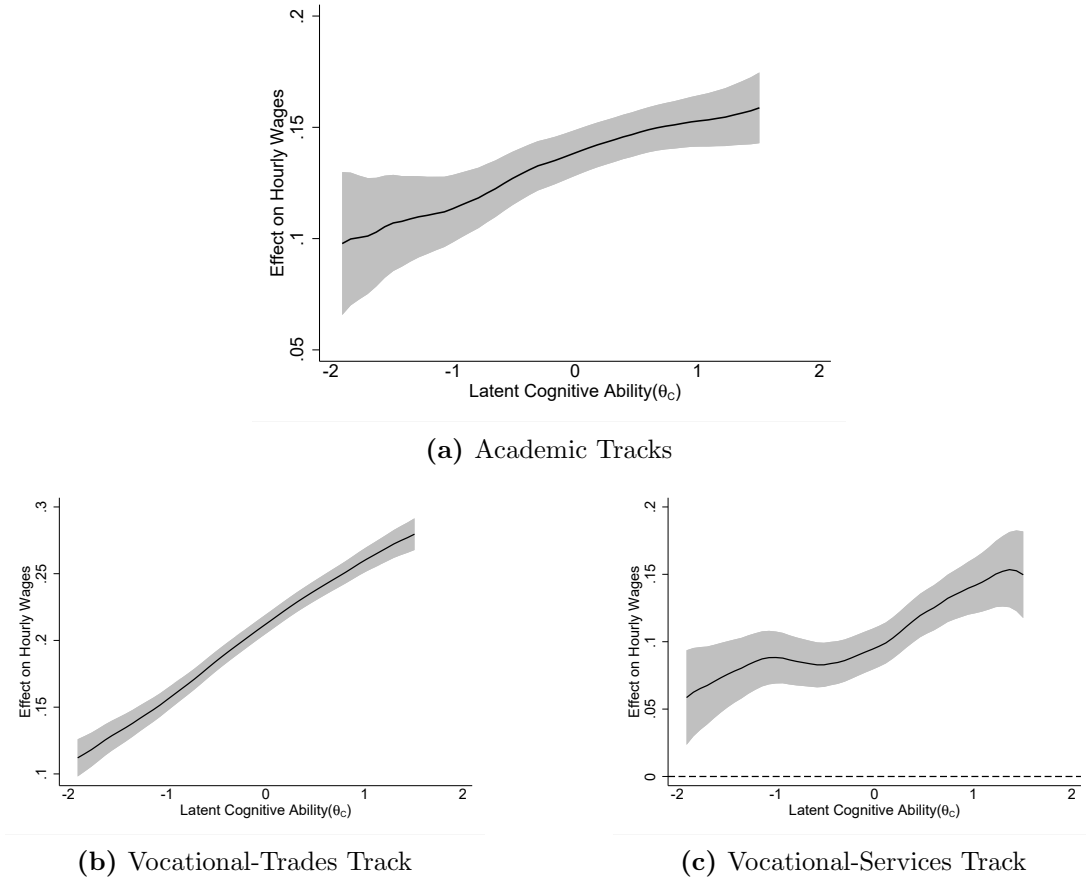 .2
.15
.1
.05
Effect on Hourly Wages
-2 -1 0 1 2
Latent Cognitive Ability(θC)
(a) Academic Tracks
.3
.25
.2
.15
.1
Effect on Hourly Wages
-2 -1 0 1 2
Latent Cognitive Ability(θC)
(b) Vocational-Trades Track
.2
.15
.1
.05
0
Effect on Hourly Wages
-2 -1 0 1 2
Latent Cognitive Ability(θC)
(c) Vocational-Services Track